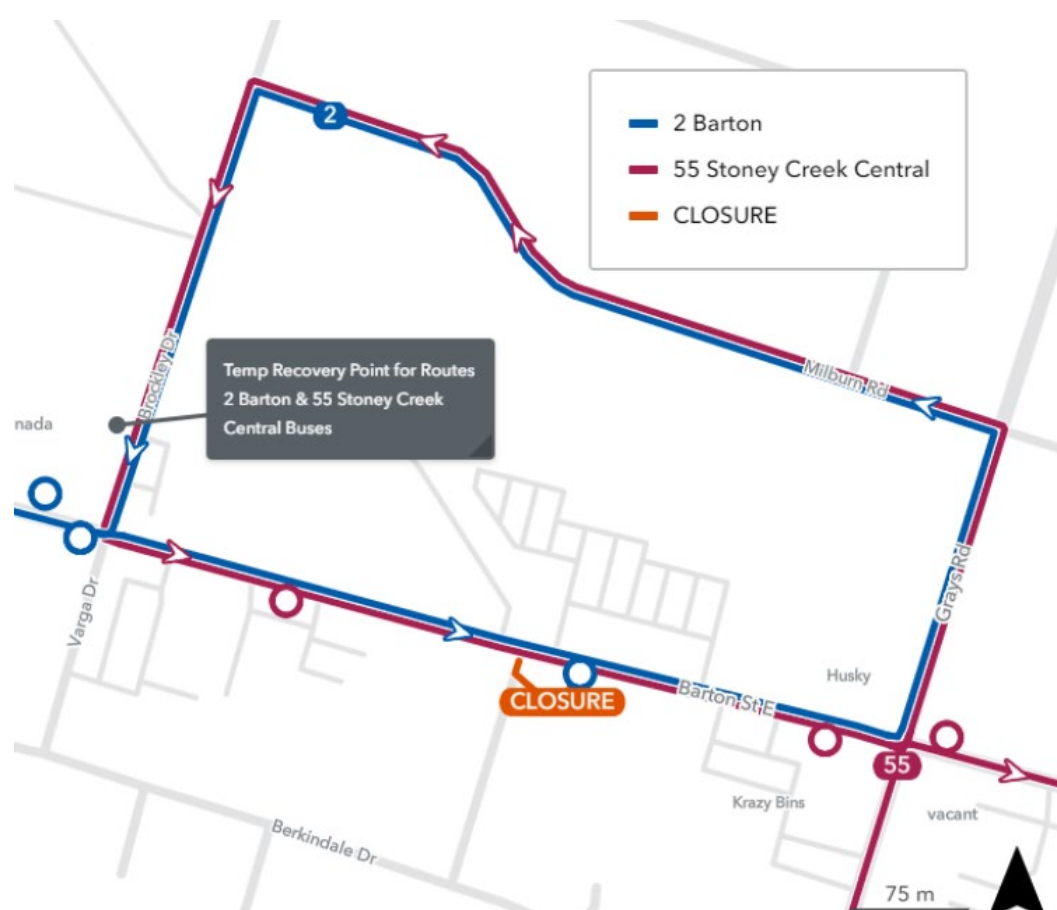 2
2 Barton
55 Stoney Creek Central
CLOSURE
Brockley Dr
Temp Recovery Point for Routes
2 Barton & 55 Stoney Creek
Central Buses
Milburn Rd
nada
Grays Rd
Varga Dr
Husky
CLOSURE
Barton St E
55
Krazy Bins
vacant
Berkindale Dr
75 m